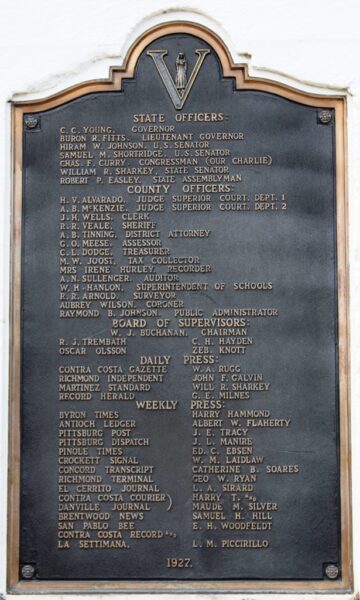 V
STATE OFFICERS:
C. C. YOUNG, GOVERNOR
BURON R. FITTS, LIEUTENANT GOVERNOR
HIRAM W. JOHNSON, U.S. SENATOR
SAMUEL M. SHORTRIDGE, U.S. SENATOR
CHAS. F. CURRY, CONGRESSMAN (OUR CHARLIE)
WILLIAM R. SHARKEY, STATE SENATOR
ROBERT P. EASLEY, STATE ASSEMBLYMAN
COUNTY OFFICERS:
H. V. ALVARADO, JUDGE SUPERIOR COURT, DEPT. 1
A. B. McKENZIE, JUDGE SUPERIOR COURT, DEPT. 2
J. H. WELLS, CLERK
R. R. VEALE, SHERIFF
A. B. TINNING, DISTRICT ATTORNEY
G. O. MEESE, ASSESSOR
C. L. DODGE, TREASURER
M. W. JOOST, TAX COLLECTOR
MRS IRENE HURLEY, RECORDER
A. N. SULLENGER, AUDITOR
W. H. HANLON, SUPERINTENDENT OF SCHOOLS
R. R. ARNOLD, SURVEYOR
AUBREY WILSON, CORONER
RAYMOND B. JOHNSON, PUBLIC ADMINISTRATOR
BOARD OF SUPERVISORS:
W. J. BUCHANAN, CHAIRMAN
R. J. TREMBATH C. H. HAYDEN
OSCAR OLSSON ZEB. KNOTT
DAILY PRESS:
CONTRA COSTA GAZETTE W. A. RUGG
RICHMOND INDEPENDENT JOHN F. GALVIN
MARTINEZ STANDARD WILL R. SHARKEY
RECORD HERALD G. E. MILNES
WEEKLY PRESS:
BYRON TIMES HARRY HAMMOND
ANTIOCH LEDGER ALBERT W. FLAHERTY
PITTSBURG POST J. E. TRACY
PITTSBURG DISPATCH J. L. MANIRE
PINOLE TIMES ED. C. EBSEN
CROCKETT SIGNAL W. M. LAIDLAW
CONCORD TRANSCRIPT CATHERINE B. SOARES
RICHMOND TERMINAL GEO W. RYAN
EL CERRITO JOURNAL L. A. SIRARD
CONTRA COSTA COURIER) HARRY T. AND
DANVILLE JOURNAL ) MAUDE M. SILVER
BRENTWOOD NEWS SAMUEL H. HILL
SAN PABLO BEE E. H. WOODFELDT
CONTRA COSTA RECORD AND
LA SETTIMANA, L. M. PICCIRILLO
1927.